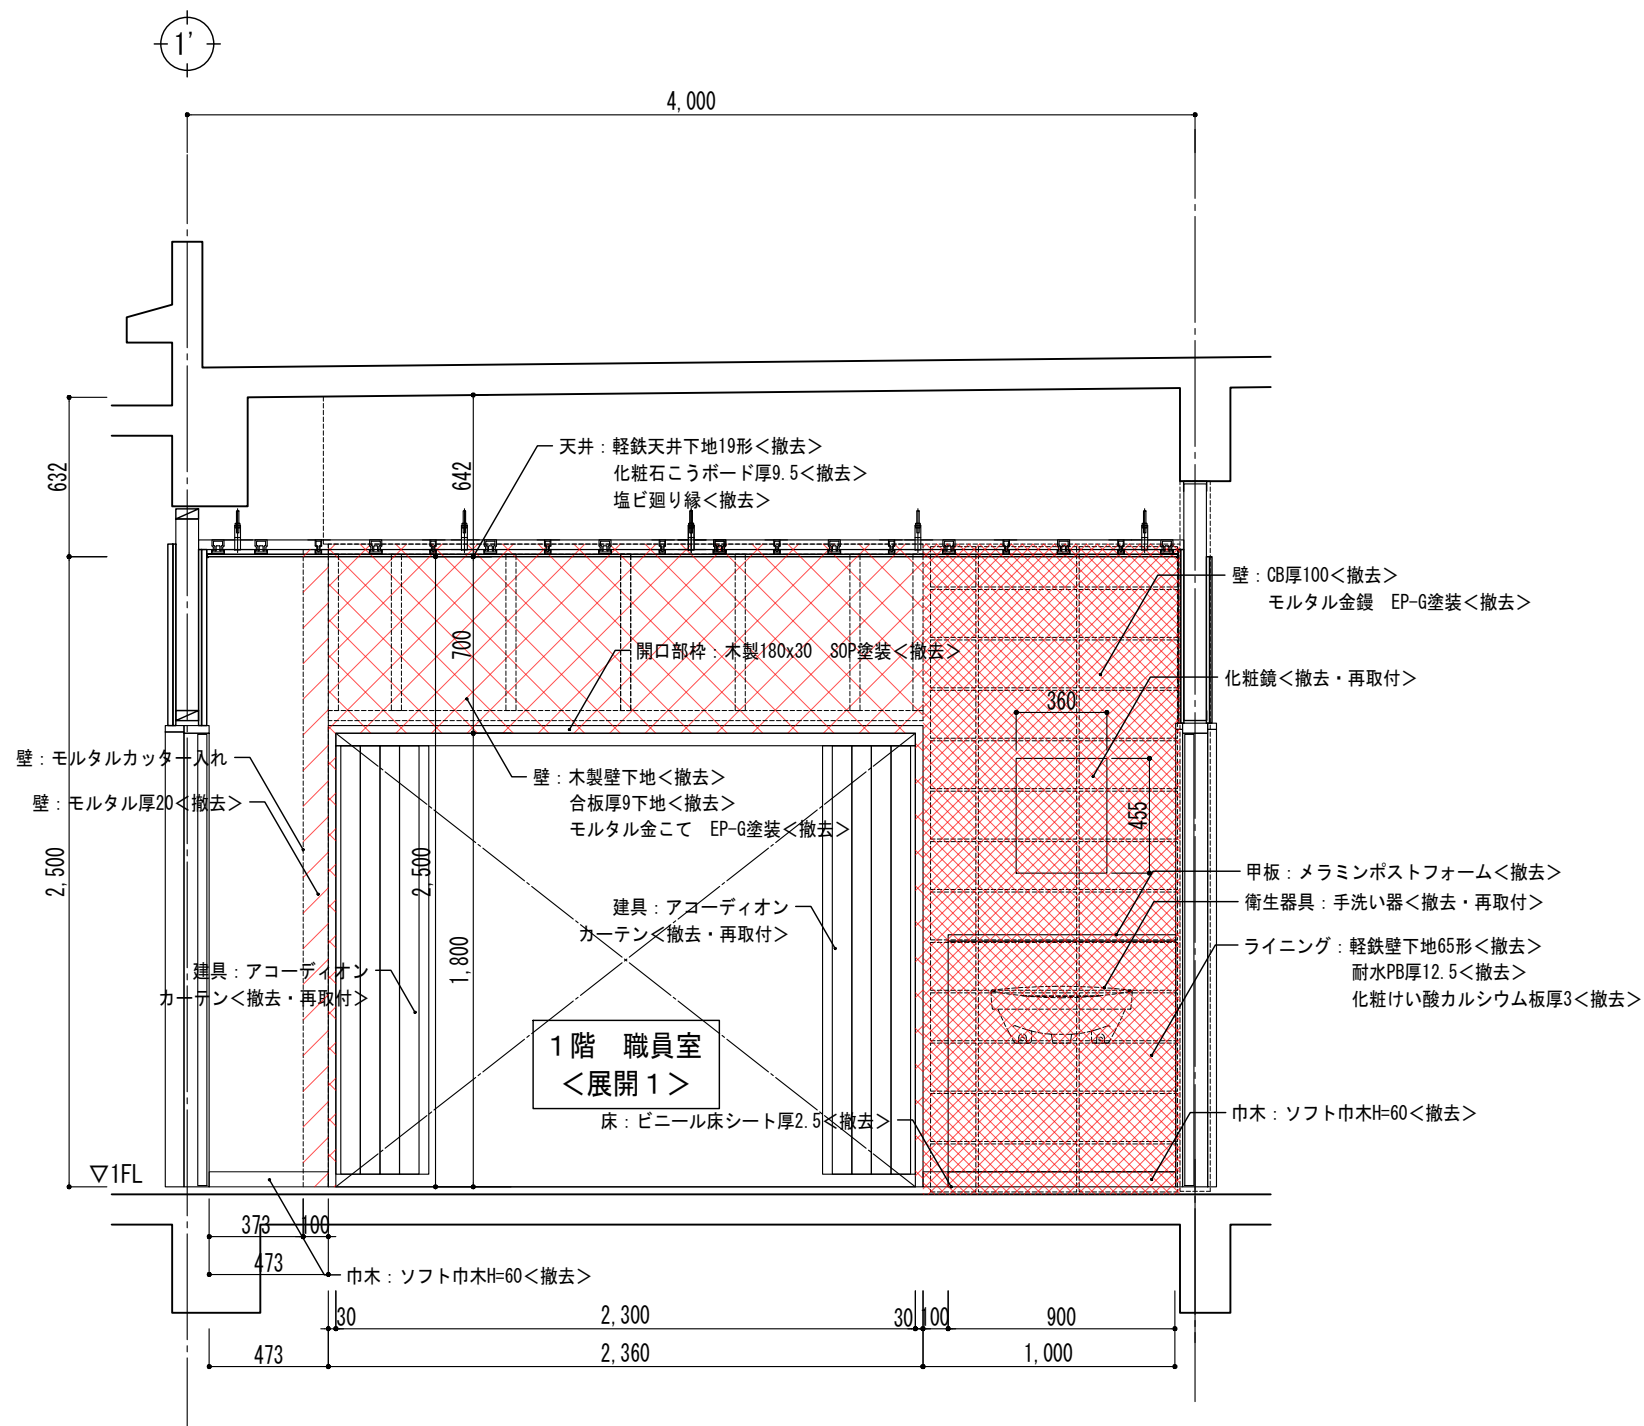 1'
4,000
632
642
天井：軽鉄天井下地19形＜撤去＞
化粧石こうボード厚9.5＜撤去＞
塩ビ廻り縁＜撤去＞
壁：CB厚100＜撤去＞
モルタル金鏝　EP-G塗装＜撤去＞
700
開口部枠：木製180x30　SOP塗装＜撤去＞
化粧鏡＜撤去・再取付＞
360
壁：モルタルカッター入れ
壁：モルタル厚20＜撤去＞
壁：木製壁下地＜撤去＞
合板厚9下地＜撤去＞
モルタル金こて　EP-G塗装＜撤去＞
455
2,500
2,500
甲板：メラミンポストフォーム＜撤去＞
衛生器具：手洗い器＜撤去・再取付＞
建具：アコーディオン
カーテン＜撤去・再取付＞
ライニング：軽鉄壁下地65形＜撤去＞
耐水PB厚12.5＜撤去＞
化粧けい酸カルシウム板厚3＜撤去＞
1,800
建具：アコーディオン
カーテン＜撤去・再取付＞
1階　職員室
＜展開1＞
床：ビニール床シート厚2.5＜撤去＞
巾木：ソフト巾木H=60＜撤去＞
▽1FL
373
100
473
巾木：ソフト巾木H=60＜撤去＞
30
2,300
30
100
900
473
2,360
1,000